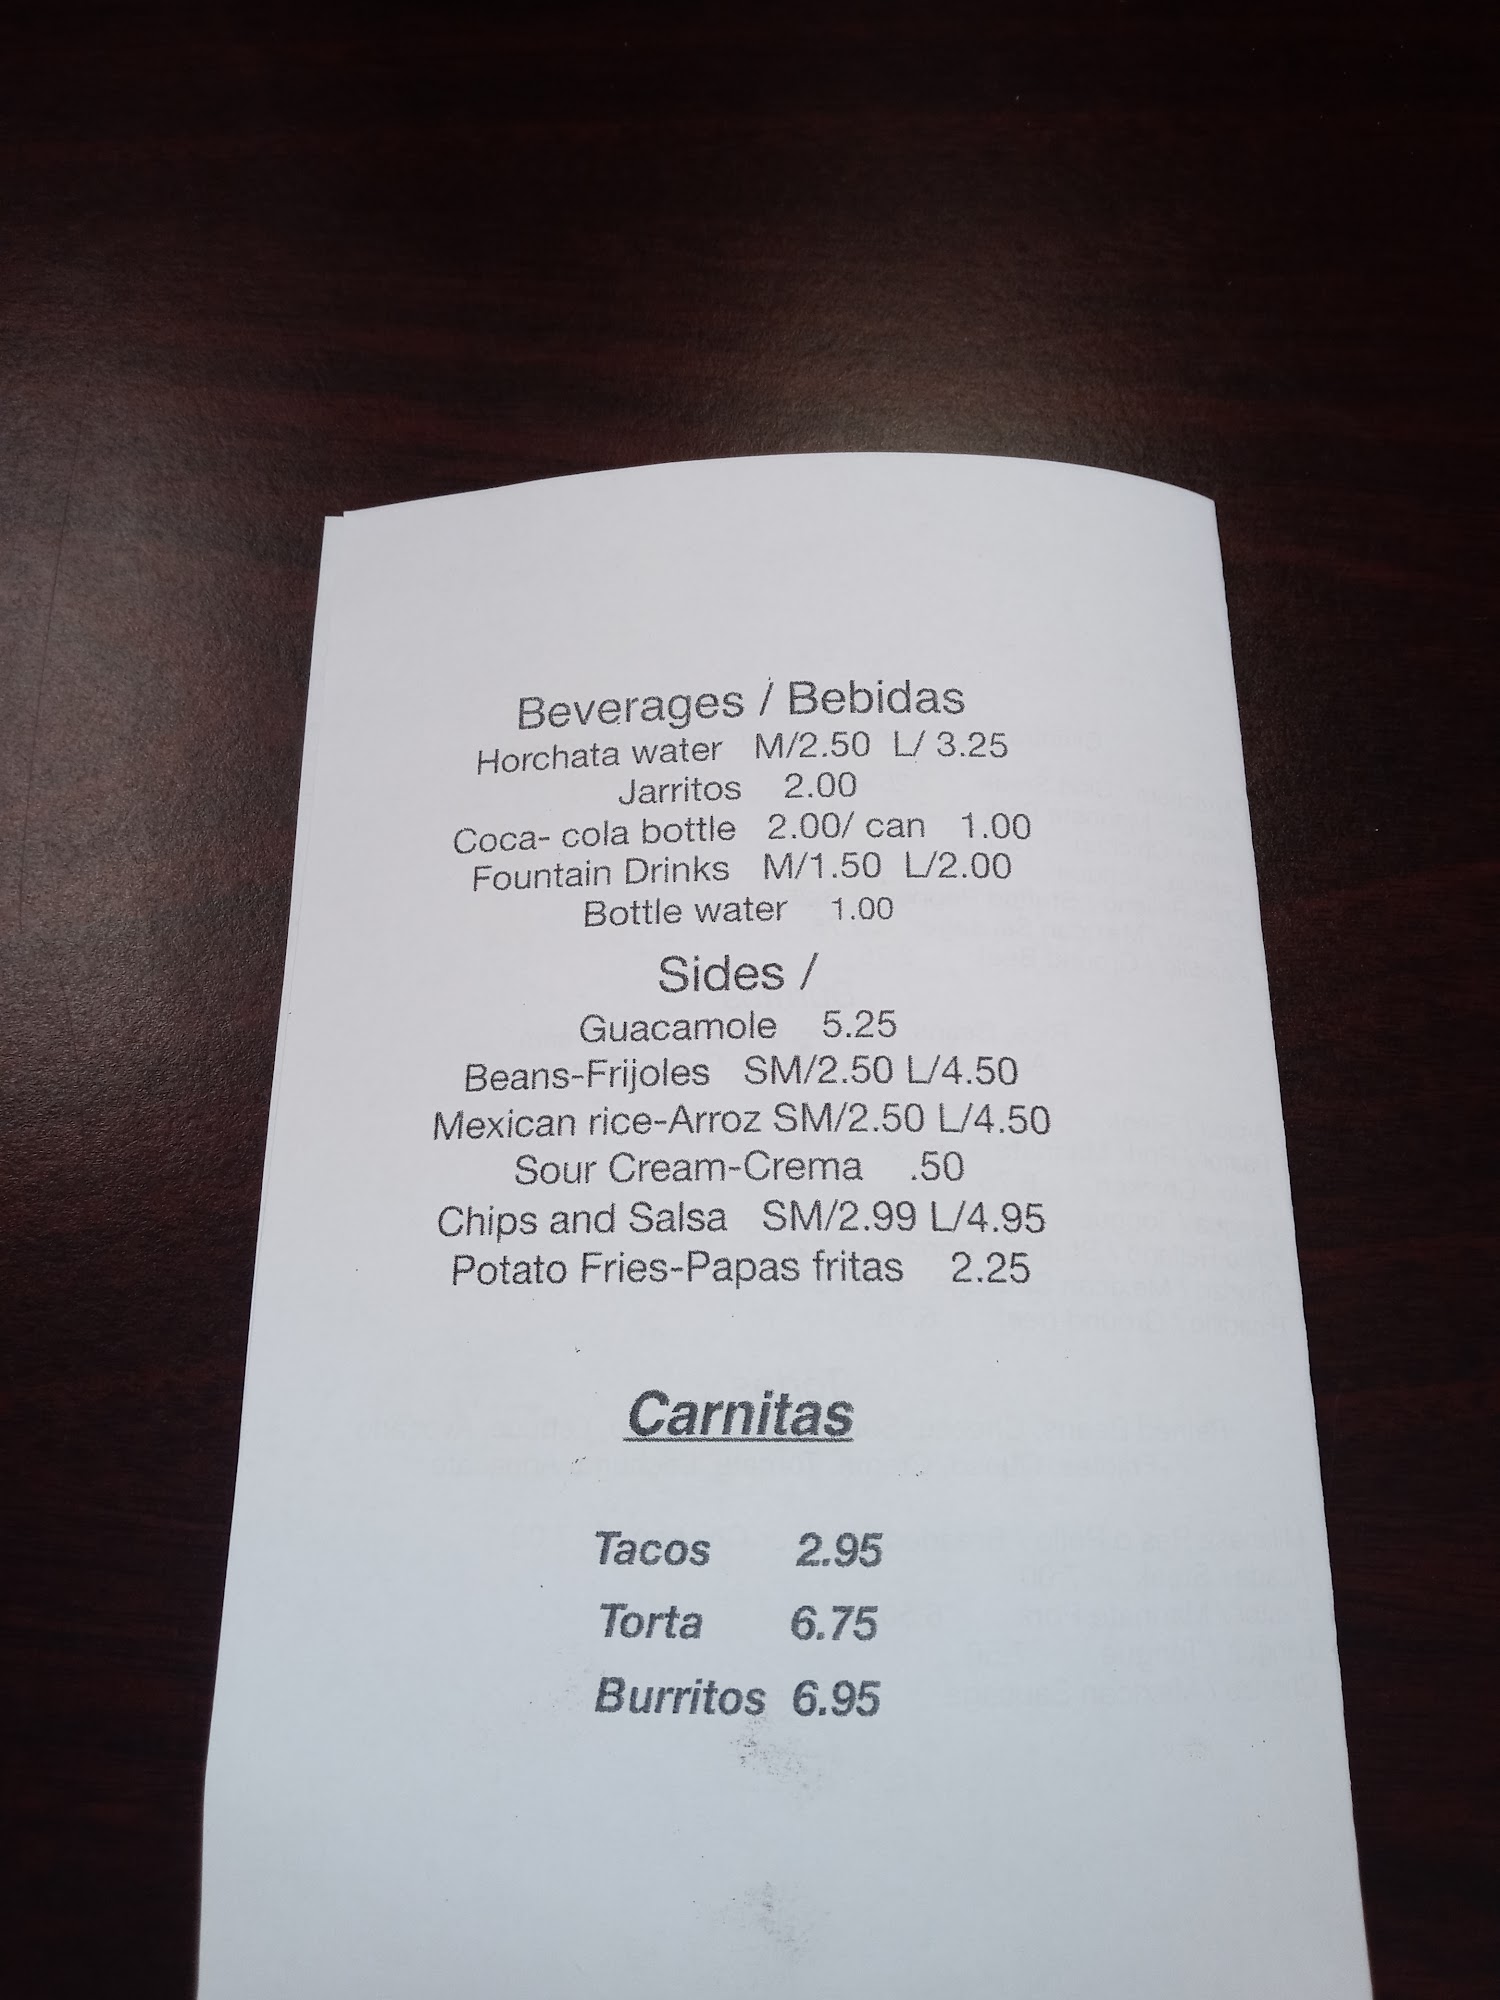 Beverages / Bebidas
Horchata water M/2.50 L/ 3.25
Jarritos 2.00
Coca- cola bottle 2.00/ can 1.00
Fountain Drinks M/1.50 L/2.00
Bottle water 1.00
Sides /
Guacamole 5.25
Beans-Frijoles SM/2.50 L/4.50
Mexican rice-Arroz SM/2.50 L/4.50
Sour Cream-Crema .50
Chips and Salsa SM/2.99 L/4.95
Potato Fries-Papas fritas 2.25
Carnitas
Tacos 2.95
Torta 6.75
Burritos 6.95